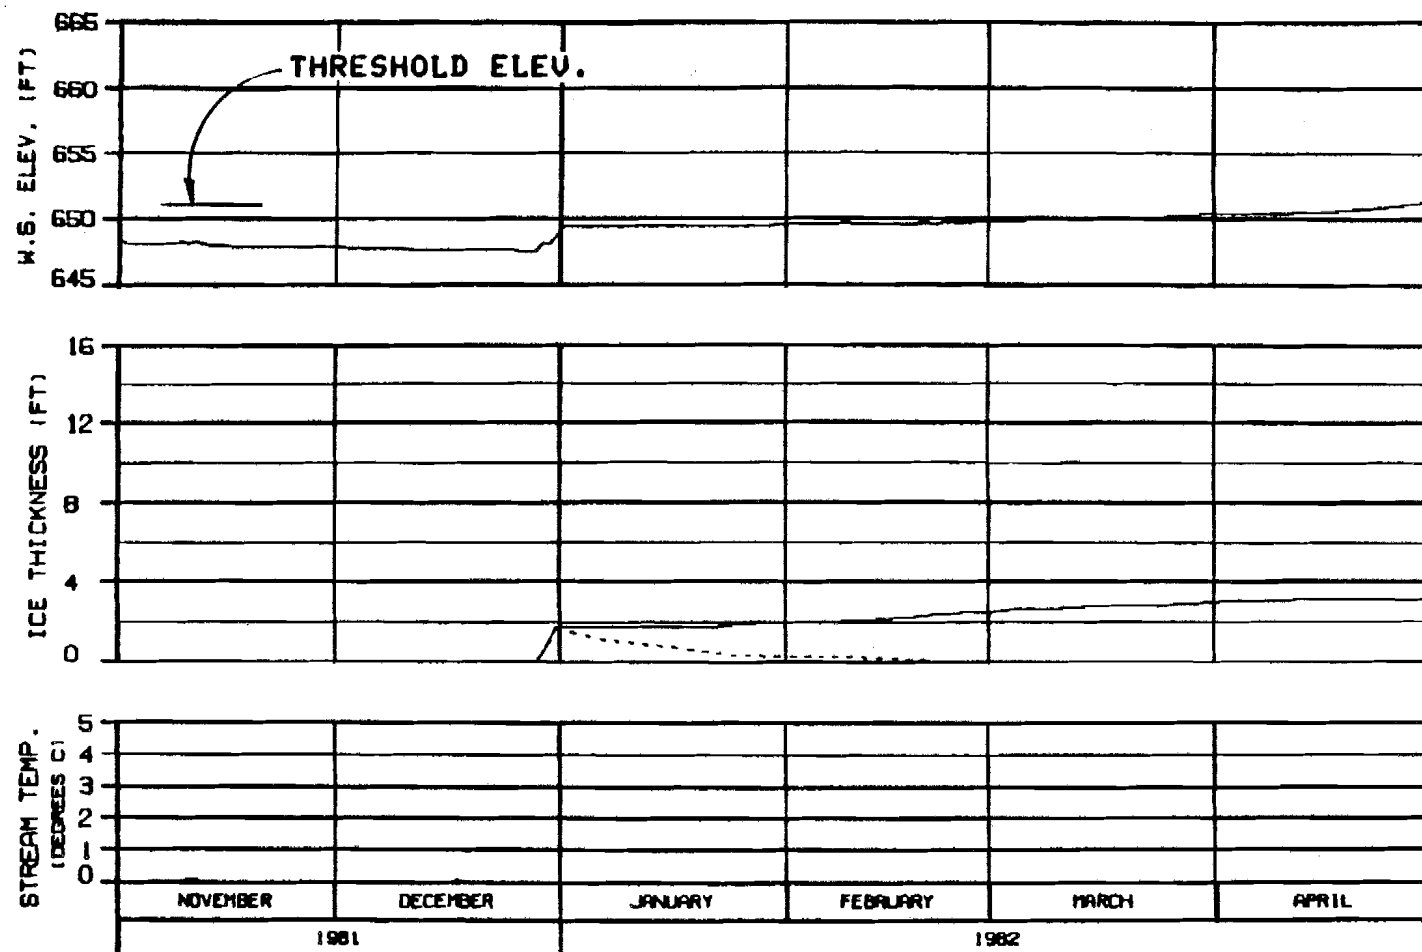 665
THRESHOLD ELEV.
660
655
650
645
W.S. ELEV. (FT)
16
12
8
4
0
ICE THICKNESS (FT)
5
4
3
2
1
0
STREAM TEMP.
(DEGREES C)
NOVEMBER DECEMBER JANUARY FEBRUARY MARCH APRIL
1981 1982